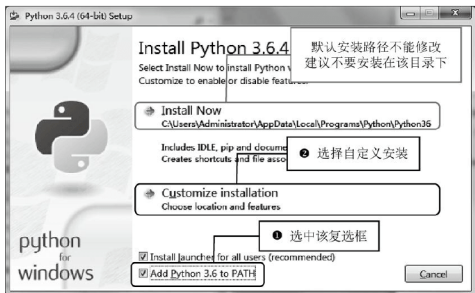 Python 3.6.4 (64-bit) Setup
Install Python 3.6.4
默认安装路径不能修改
建议不要安装在该目录下
Select Install Now to install Python
Customize to enable or disable
Install Now
C:\Users\Administrator\AppData\Local\Programs\Python\Python36
Includes IDLE, pip and
Creates shortcuts and file
❷ 选择自定义安装
Customize installation
Choose location and features
❶ 选中该复选框
Install launcher for all users (recommended)
Add Python 3.6 to PATH
python
for
windows
Cancel